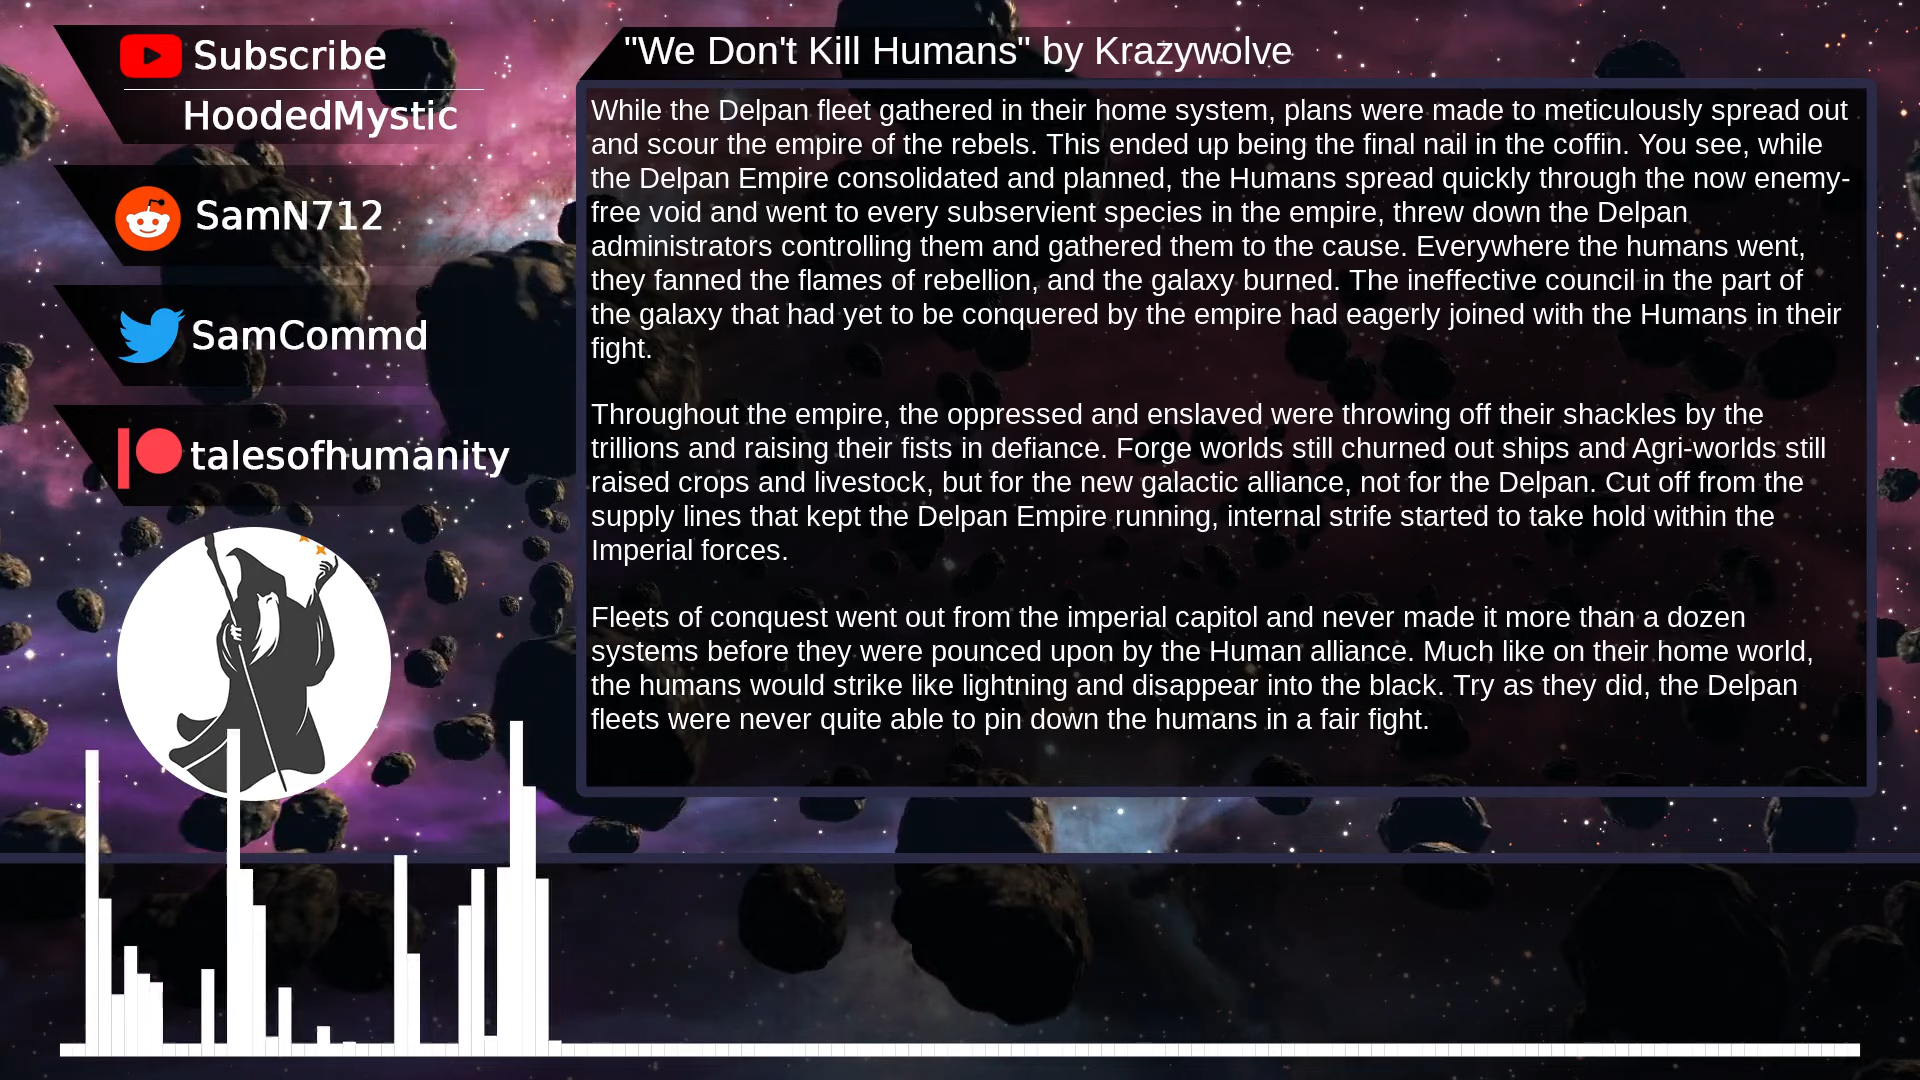 Subscribe
HoodedMystic
SamN712
SamCommd
talesofhumanity
"We Don't Kill Humans" by Krazywolve
While the Delpan fleet gathered in their home system, plans were made to meticulously spread out
and scour the empire of the rebels. This ended up being the final nail in the coffin. You see, while
the Delpan Empire consolidated and planned, the Humans spread quickly through the now enemy-
free void and went to every subservient species in the empire, threw down the Delpan
administrators controlling them and gathered them to the cause. Everywhere the humans went,
they fanned the flames of rebellion, and the galaxy burned. The ineffective council in the part of
the galaxy that had yet to be conquered by the empire had eagerly joined with the Humans in their
fight.
Throughout the empire, the oppressed and enslaved were throwing off their shackles by the
trillions and raising their fists in defiance. Forge worlds still churned out ships and Agri-worlds still
raised crops and livestock, but for the new galactic alliance, not for the Delpan. Cut off from the
supply lines that kept the Delpan Empire running, internal strife started to take hold within the
Imperial forces.
Fleets of conquest went out from the imperial capitol and never made it more than a dozen
systems before they were pounced upon by the Human alliance. Much like on their home world,
the humans would strike like lightning and disappear into the black. Try as they did, the Delpan
fleets were never quite able to pin down the humans in a fair fight.